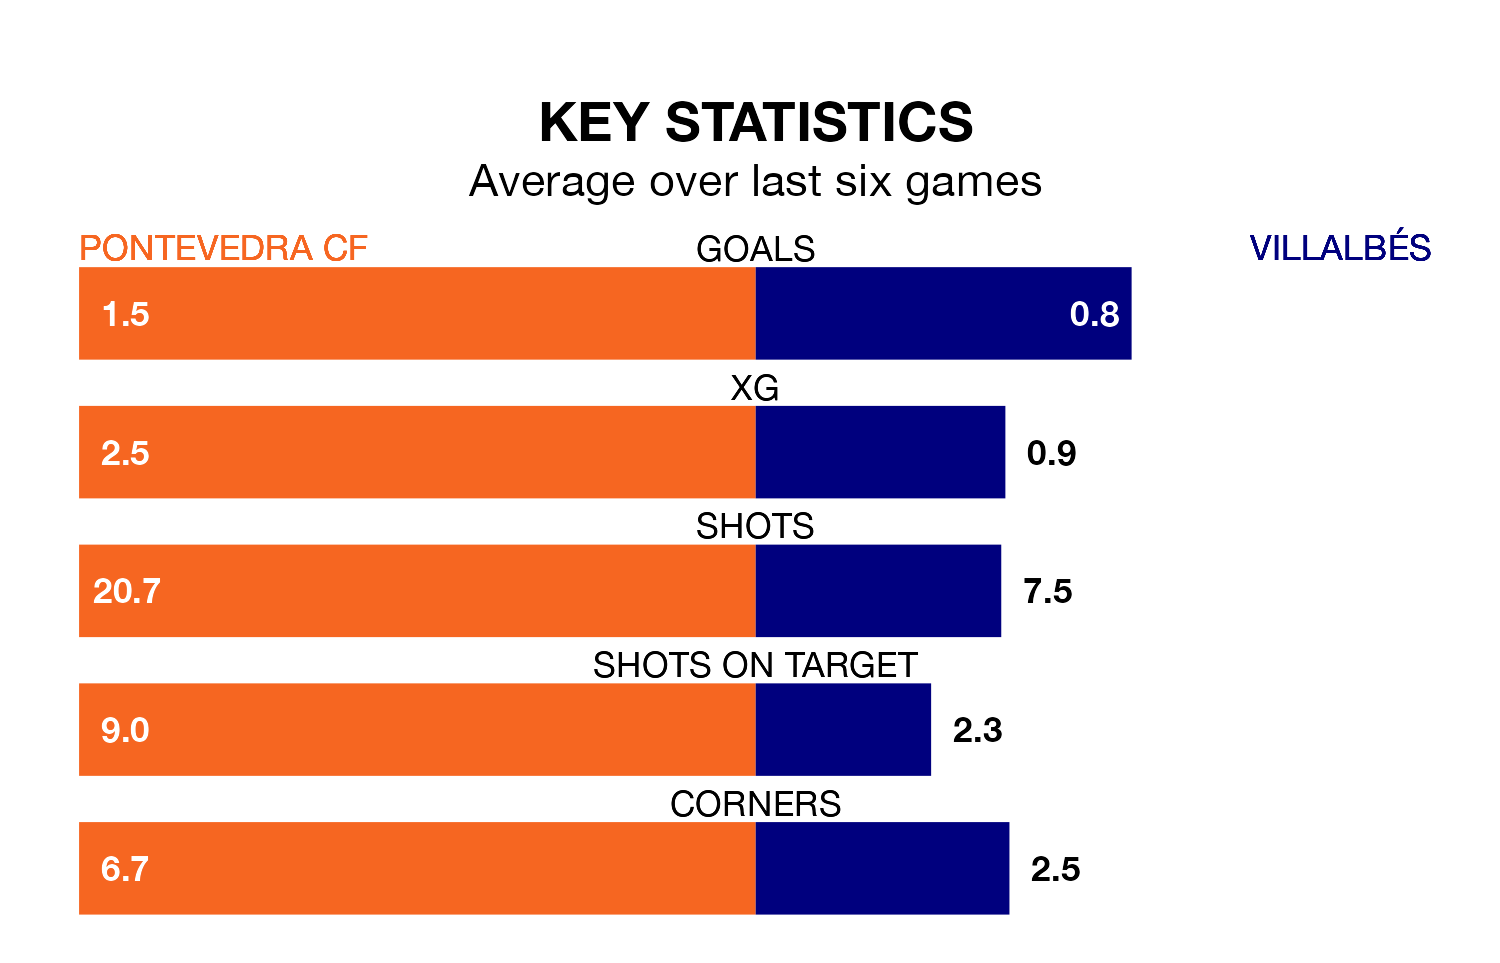 KEY STATISTICS
Average over last six games
PONTEVEDRA CF GOALS VILLALBÉS
1.5 0.8
XG
2.5 0.9
SHOTS
20.7 7.5
SHOTS ON TARGET
9.0 2.3
CORNERS
6.7 2.5